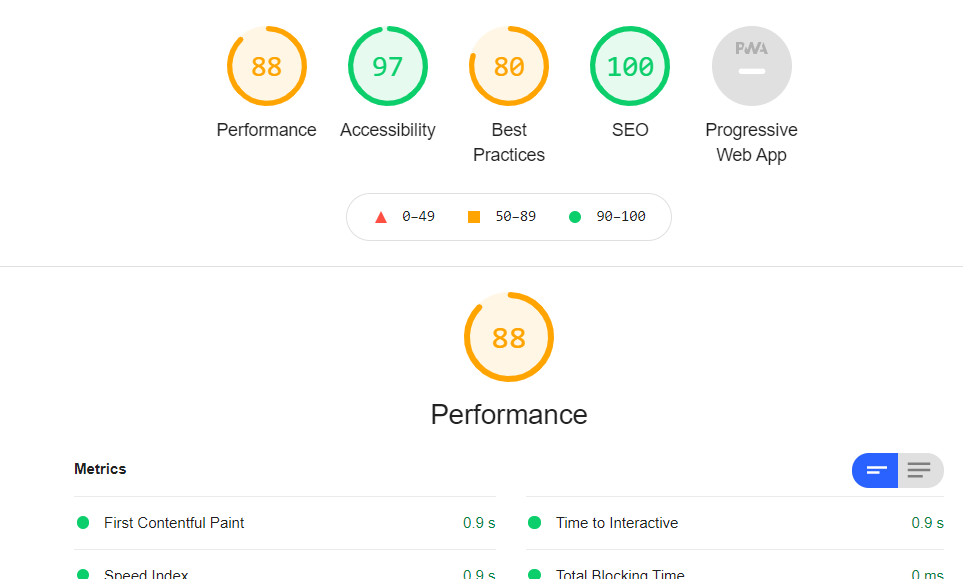 88 97 80 100 PWA
Performance Accessibility Best Practices SEO Progressive Web App
0–49 50–89 90–100
88
Performance
Metrics
First Contentful Paint 0.9 s
Time to Interactive 0.9 s
Speed Index 0.9 s
Total Blocking Time 0 ms